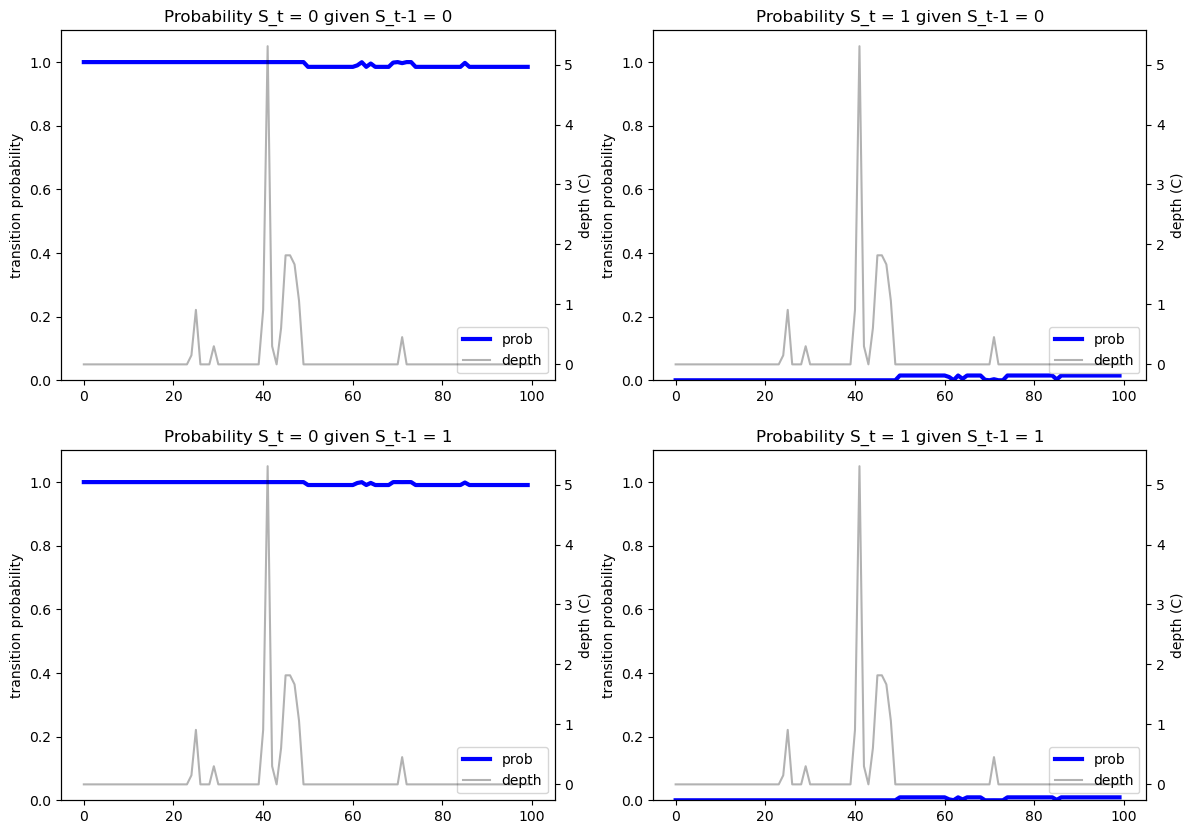 Probability S_t = 0 given S_t-1 = 0
1.0
0.8
0.6
0.4
0.2
0.0
transition probability
5
4
3
2
1
0
depth (C)
prob
depth
0 20 40 60 80 100
Probability S_t = 1 given S_t-1 = 0
1.0
0.8
0.6
0.4
0.2
0.0
transition probability
5
4
3
2
1
0
depth (C)
prob
depth
0 20 40 60 80 100
Probability S_t = 0 given S_t-1 = 1
1.0
0.8
0.6
0.4
0.2
0.0
transition probability
5
4
3
2
1
0
depth (C)
prob
depth
0 20 40 60 80 100
Probability S_t = 1 given S_t-1 = 1
1.0
0.8
0.6
0.4
0.2
0.0
transition probability
5
4
3
2
1
0
depth (C)
prob
depth
0 20 40 60 80 100